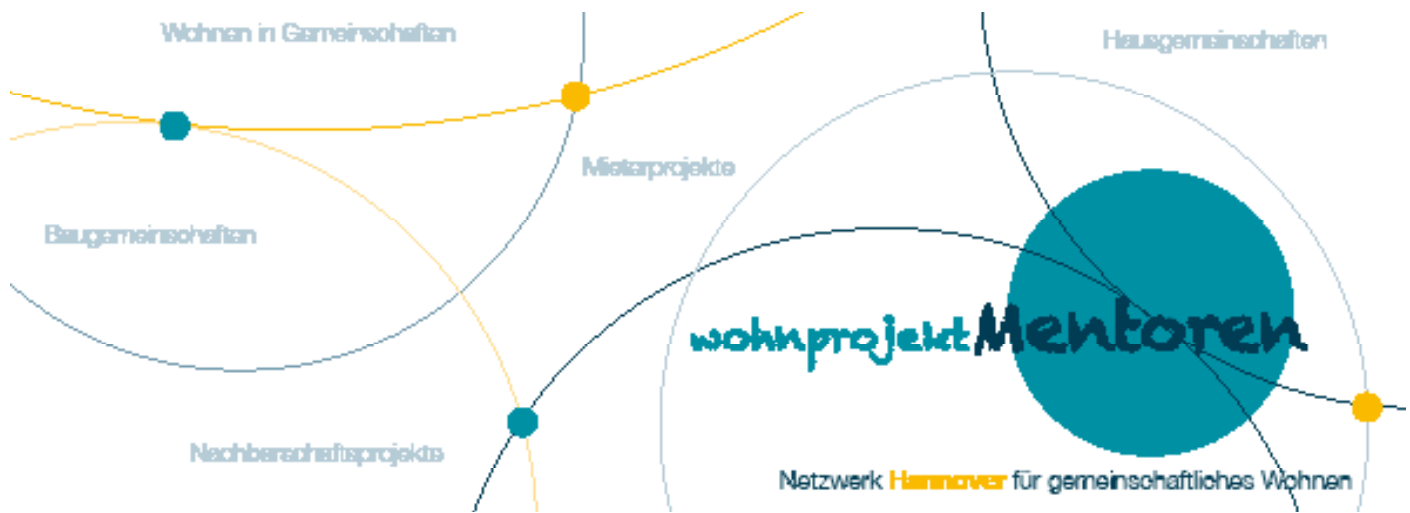 Wohnen in Gemeinschaften
Hausgemeinschaften
Mieterprojekte
Baugemeinschaften
wohnprojektMentoren
Nachbarschaftsprojekte
Netzwerk Hannover für gemeinschaftliches Wohnen